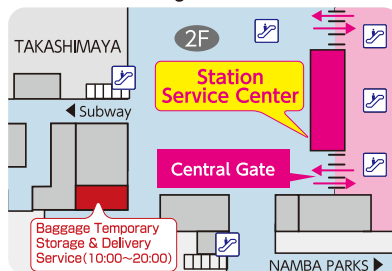 TAKASHIMAYA
2F
Station
Service Center
◀ Subway
Central Gate
Baggage Temporary
Storage & Delivery
Service(10:00~20:00)
NAMBA PARKS ▶